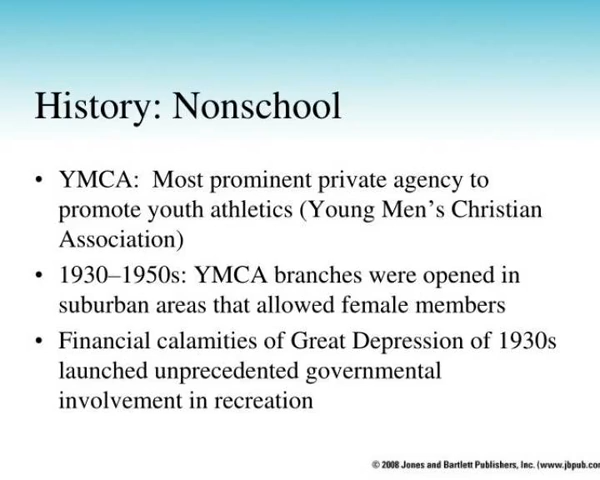 History: Nonschool
• YMCA:  Most prominent private agency to
promote youth athletics (Young Men's Christian
Association)
• 1930–1950s: YMCA branches were opened in
suburban areas that allowed female members
• Financial calamities of Great Depression of 1930s
launched unprecedented governmental
involvement in recreation
© 2008 Jones and Bartlett Publishers, Inc. (www.jbpub.com